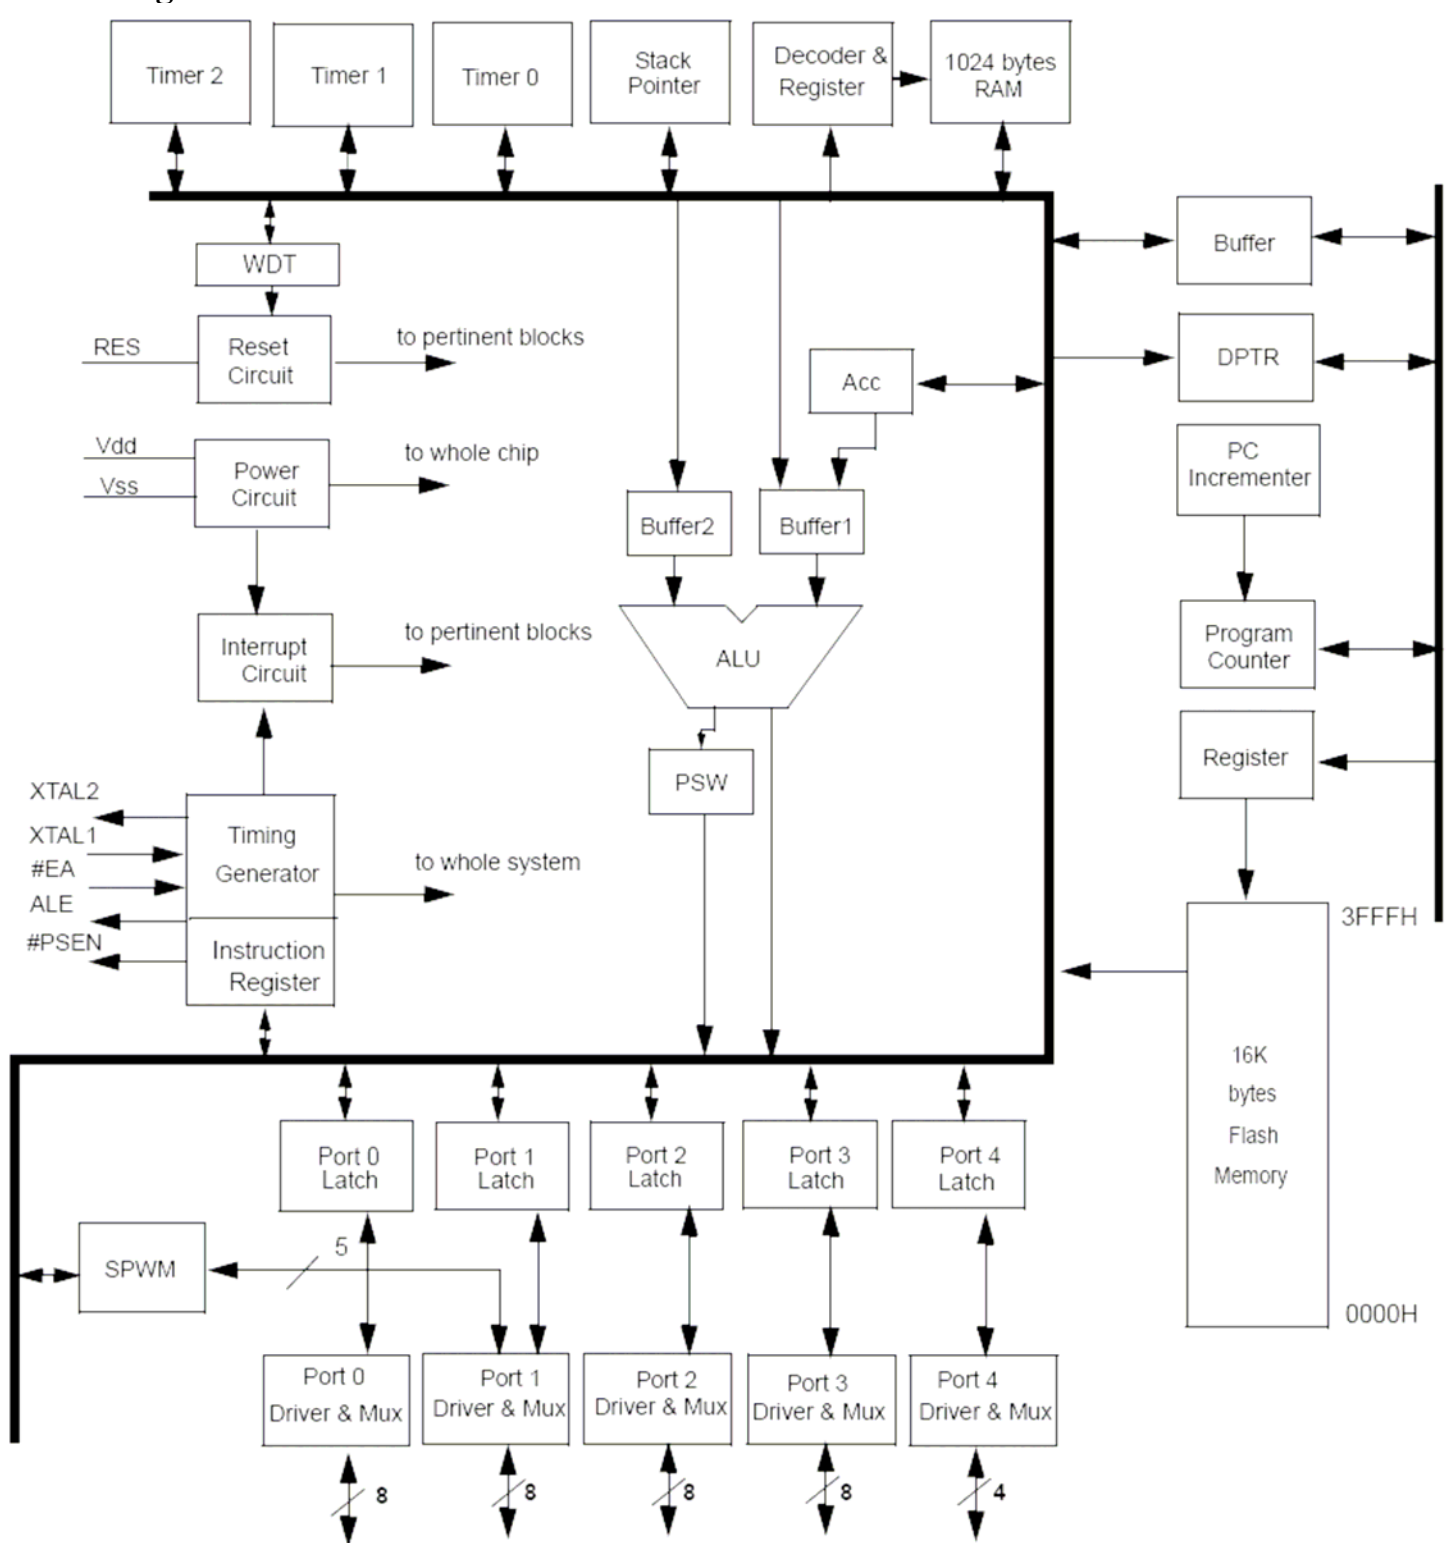 Timer 2
Timer 1
Timer 0
Stack
Pointer
Decoder &
Register
1024 bytes
RAM
Buffer
WDT
RES
Reset
Circuit
to pertinent blocks
DPTR
Acc
Vdd
Vss
Power
Circuit
to whole chip
PC
Incrementer
Buffer2
Buffer1
Interrupt
Circuit
to pertinent blocks
ALU
Program
Counter
PSW
Register
XTAL2
XTAL1
#EA
ALE
#PSEN
Timing
Generator
to whole system
Instruction
Register
3FFFH
16K
bytes
Flash
Memory
0000H
Port 0
Latch
Port 1
Latch
Port 2
Latch
Port 3
Latch
Port 4
Latch
SPWM
5
Port 0
Driver & Mux
Port 1
Driver & Mux
Port 2
Driver & Mux
Port 3
Driver & Mux
Port 4
Driver & Mux
8
8
8
8
4